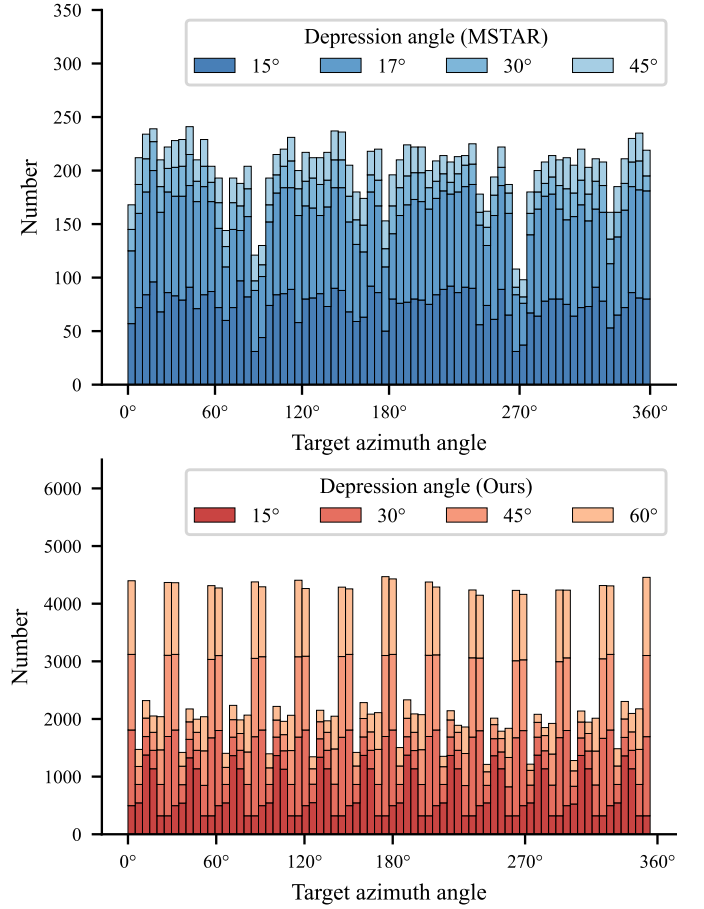 350
300
250
200
150
100
50
0
Number
Depression angle (MSTAR)
15° 17° 30° 45°
0° 60° 120° 180° 270° 360°
Target azimuth angle
6000
5000
4000
3000
2000
1000
0
Number
Depression angle (Ours)
15° 30° 45° 60°
0° 60° 120° 180° 270° 360°
Target azimuth angle